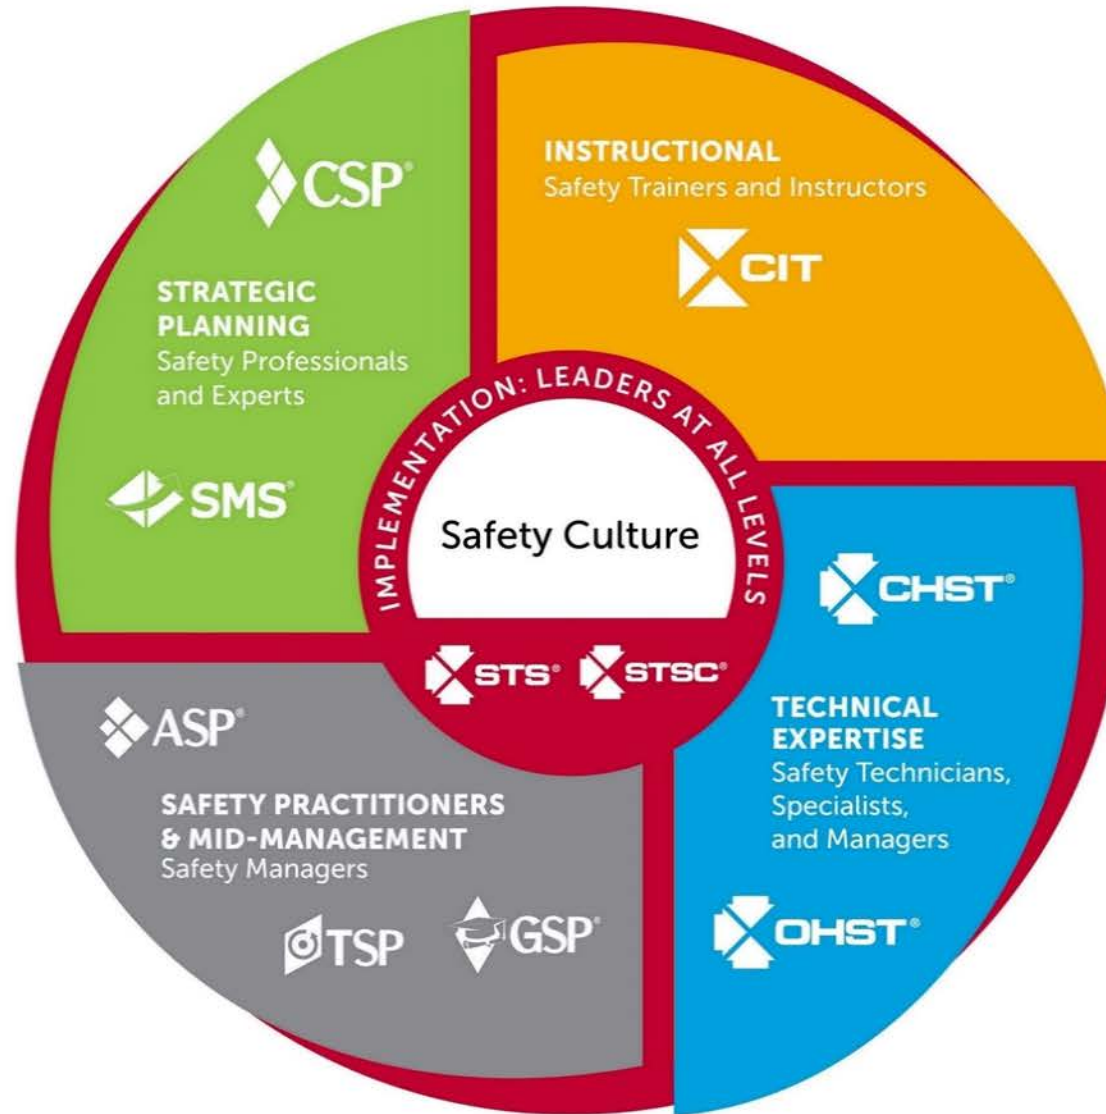 CSP®
STRATEGIC
PLANNING
Safety Professionals
and Experts
SMS®
INSTRUCTIONAL
Safety Trainers and Instructors
CIT
IMPLEMENTATION: LEADERS AT ALL LEVELS
Safety Culture
STS® STSC®
CHST®
TECHNICAL
EXPERTISE
Safety Technicians,
Specialists,
and Managers
OHST®
ASP®
SAFETY PRACTITIONERS
& MID-MANAGEMENT
Safety Managers
TSP GSP®